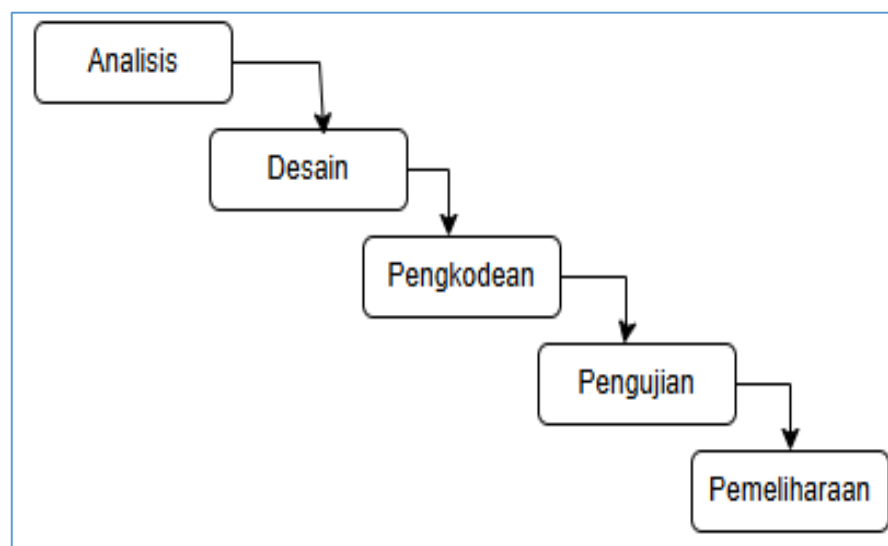 Analisis
Desain
Pengkodean
Pengujian
Pemeliharaan